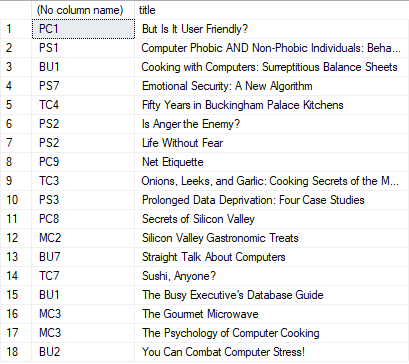 (No column name) title
1 PC1 But Is It User Friendly?
2 PS1 Computer Phobic AND Non-Phobic Individuals: Beha...
3 BU1 Cooking with Computers: Surreptitious Balance Sheets
4 PS7 Emotional Security: A New Algorithm
5 TC4 Fifty Years in Buckingham Palace Kitchens
6 PS2 Is Anger the Enemy?
7 PS2 Life Without Fear
8 PC9 Net Etiquette
9 TC3 Onions, Leeks, and Garlic: Cooking Secrets of the M...
10 PS3 Prolonged Data Deprivation: Four Case Studies
11 PC8 Secrets of Silicon Valley
12 MC2 Silicon Valley Gastronomic Treats
13 BU7 Straight Talk About Computers
14 TC7 Sushi, Anyone?
15 BU1 The Busy Executive's Database Guide
16 MC3 The Gourmet Microwave
17 MC3 The Psychology of Computer Cooking
18 BU2 You Can Combat Computer Stress!